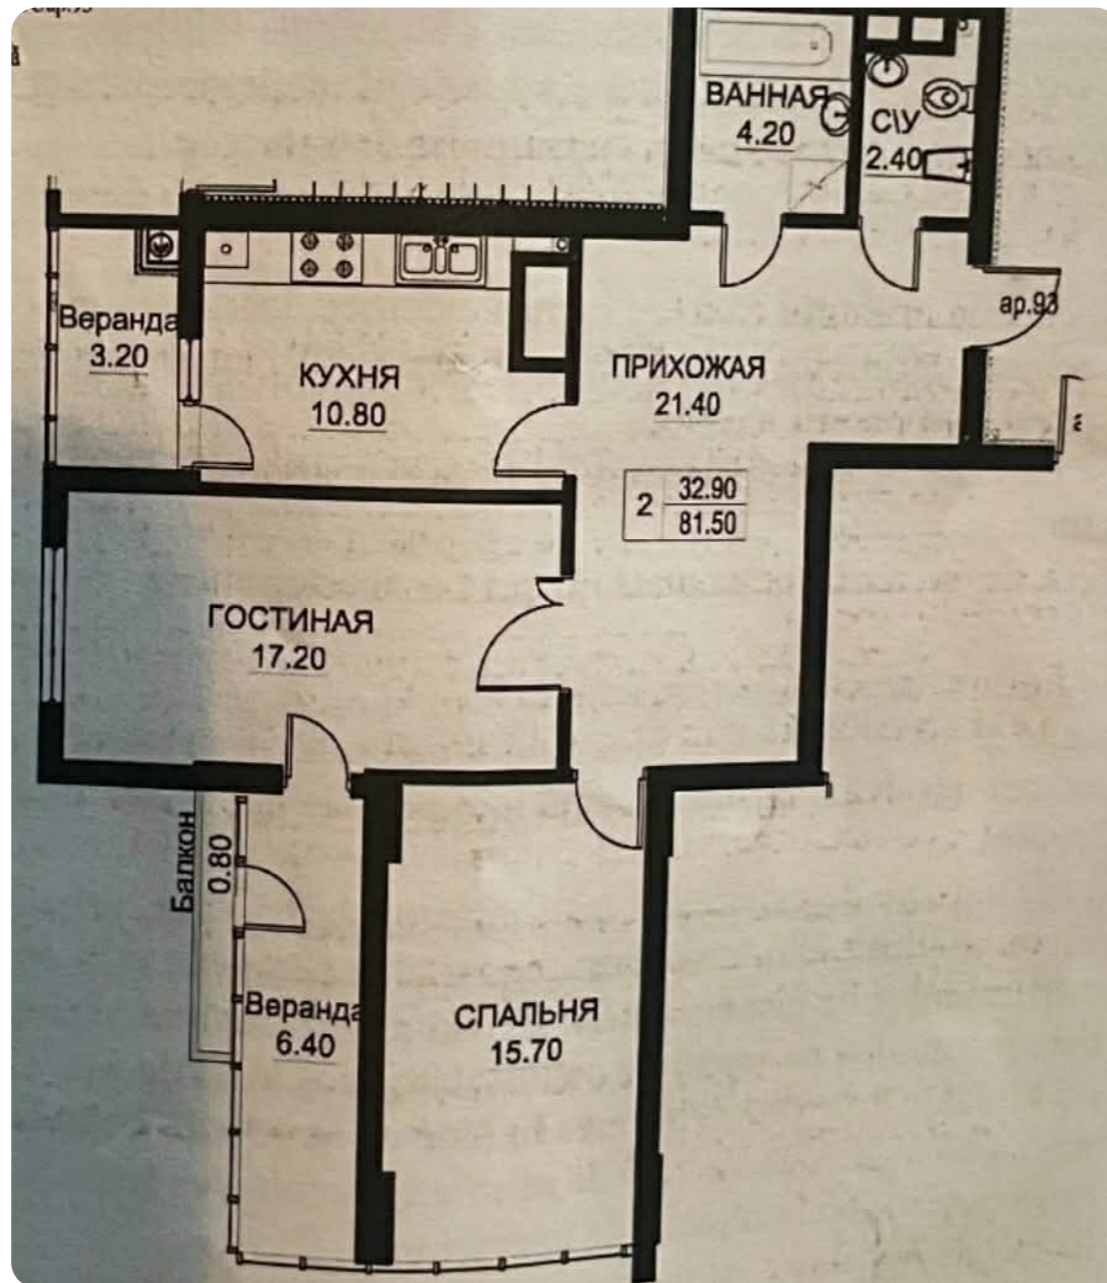 ВАННАЯ
4.20
С\У
2.40
Веранда
3.20
КУХНЯ
10.80
ПРИХОЖАЯ
21.40
ар.93
2
32.90
81.50
ГОСТИНАЯ
17.20
Балкон
0.80
Веранда
6.40
СПАЛЬНЯ
15.70